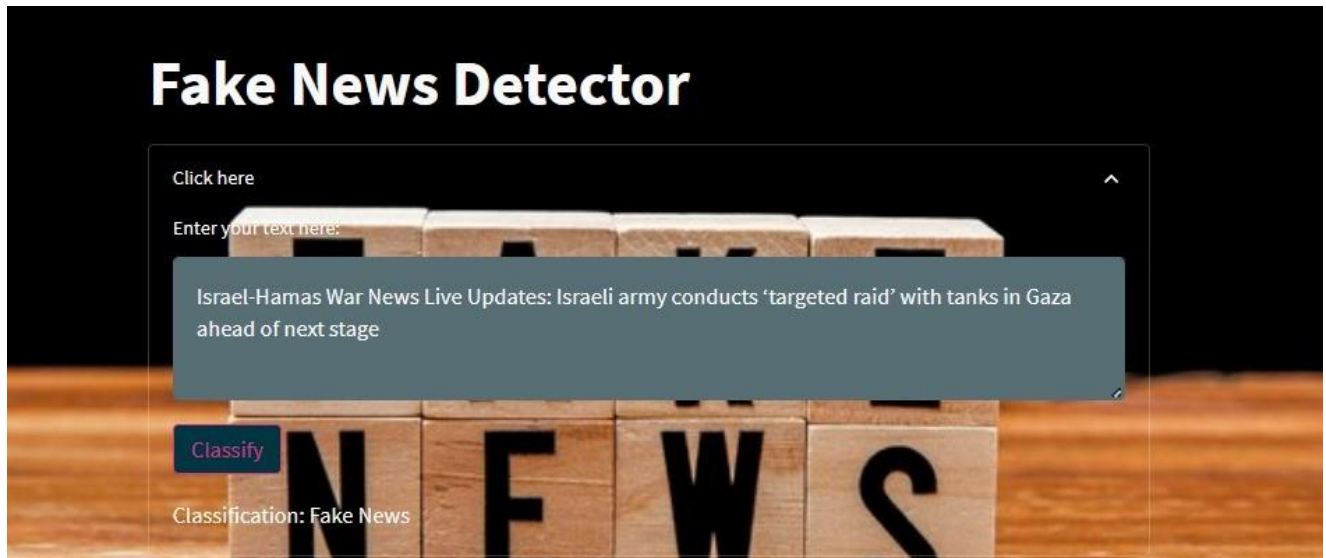 Fake News Detector
Click here
Enter your text here:
Israel-Hamas War News Live Updates: Israeli army conducts ‘targeted raid’ with tanks in Gaza
ahead of next stage
Classify
Classification: Fake News
NEWS